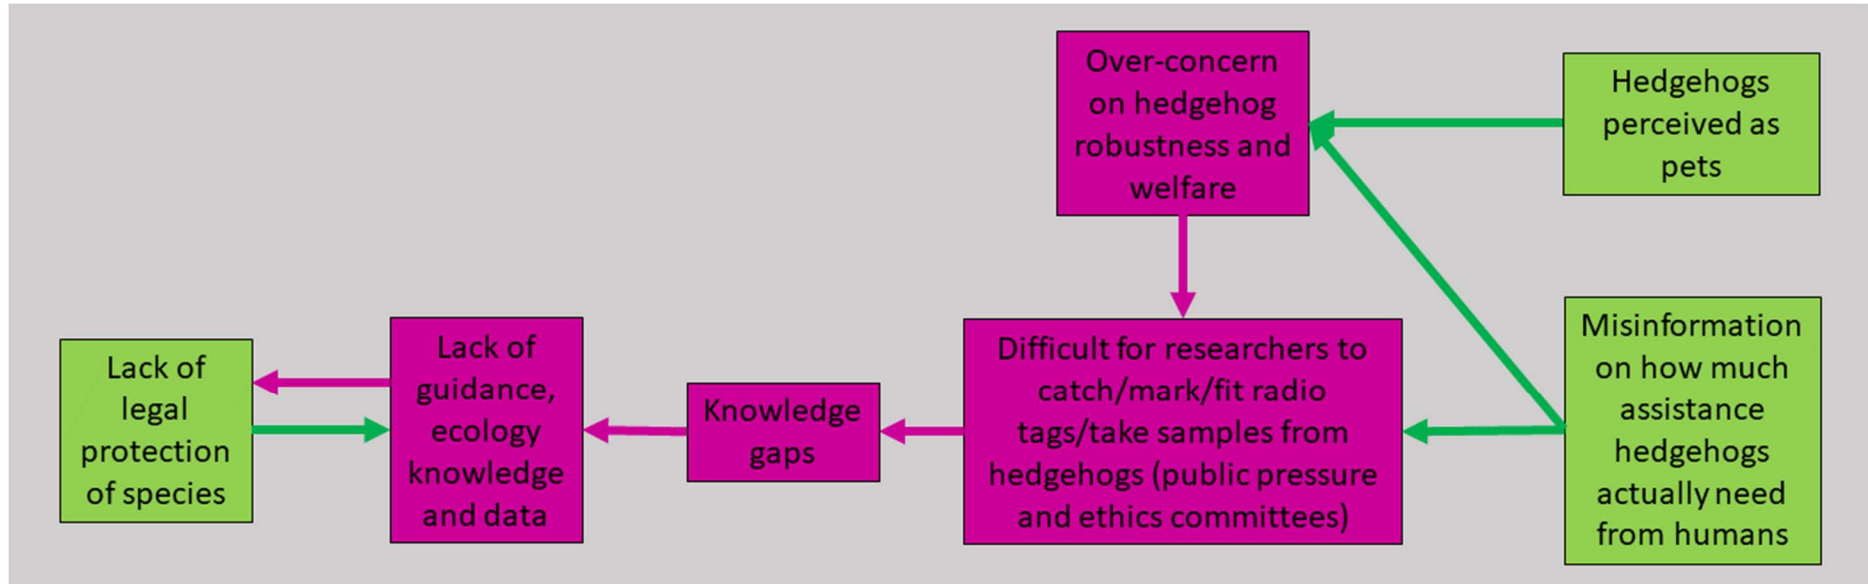 Over-concern
on hedgehog
robustness and
welfare
Hedgehogs
perceived as
pets
Lack of
legal
protection
of species
Lack of
guidance,
ecology
knowledge
and data
Knowledge
gaps
Difficult for researchers to
catch/mark/fit radio
tags/take samples from
hedgehogs (public pressure
and ethics committees)
Misinformation
on how much
assistance
hedgehogs
actually need
from humans